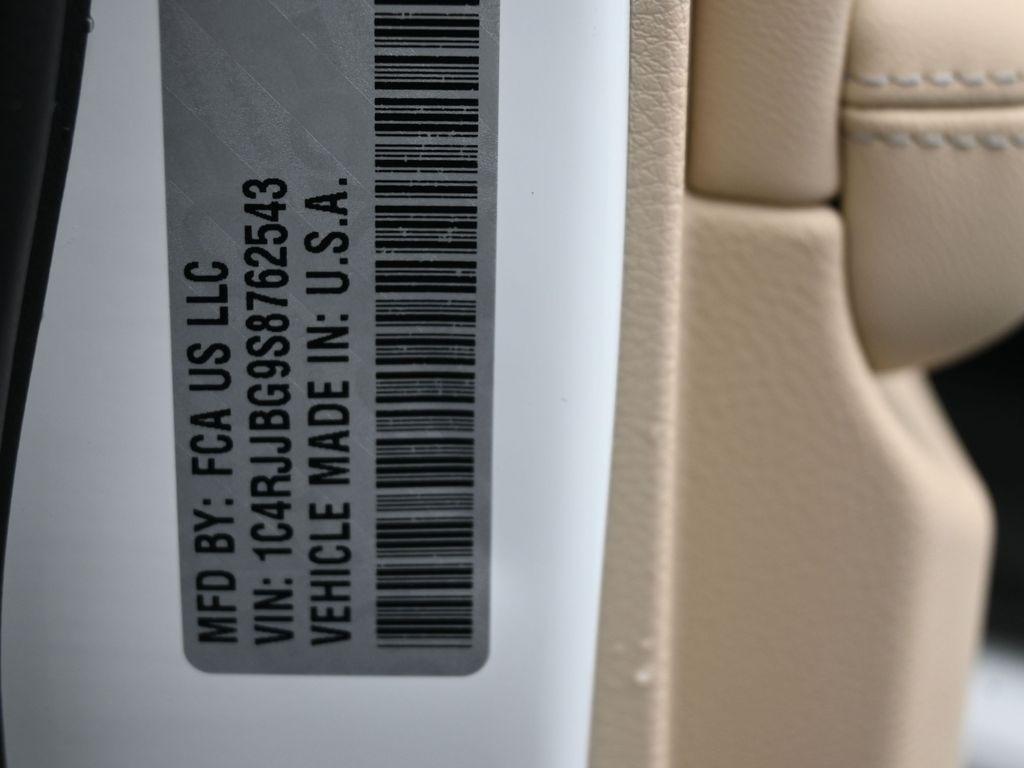 MFD BY: FCA US LLC
VIN: 1C4RJJBG9S8762543
VEHICLE MADE IN: U.S.A.